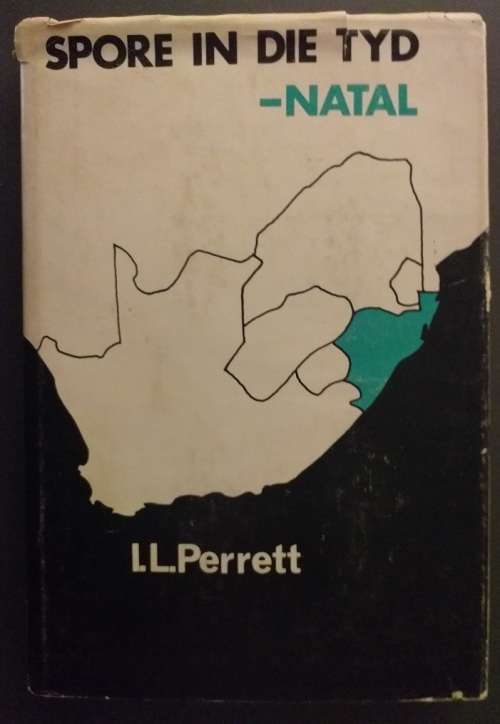 SPORE IN DIE TYD
–NATAL
I.L.Perrett